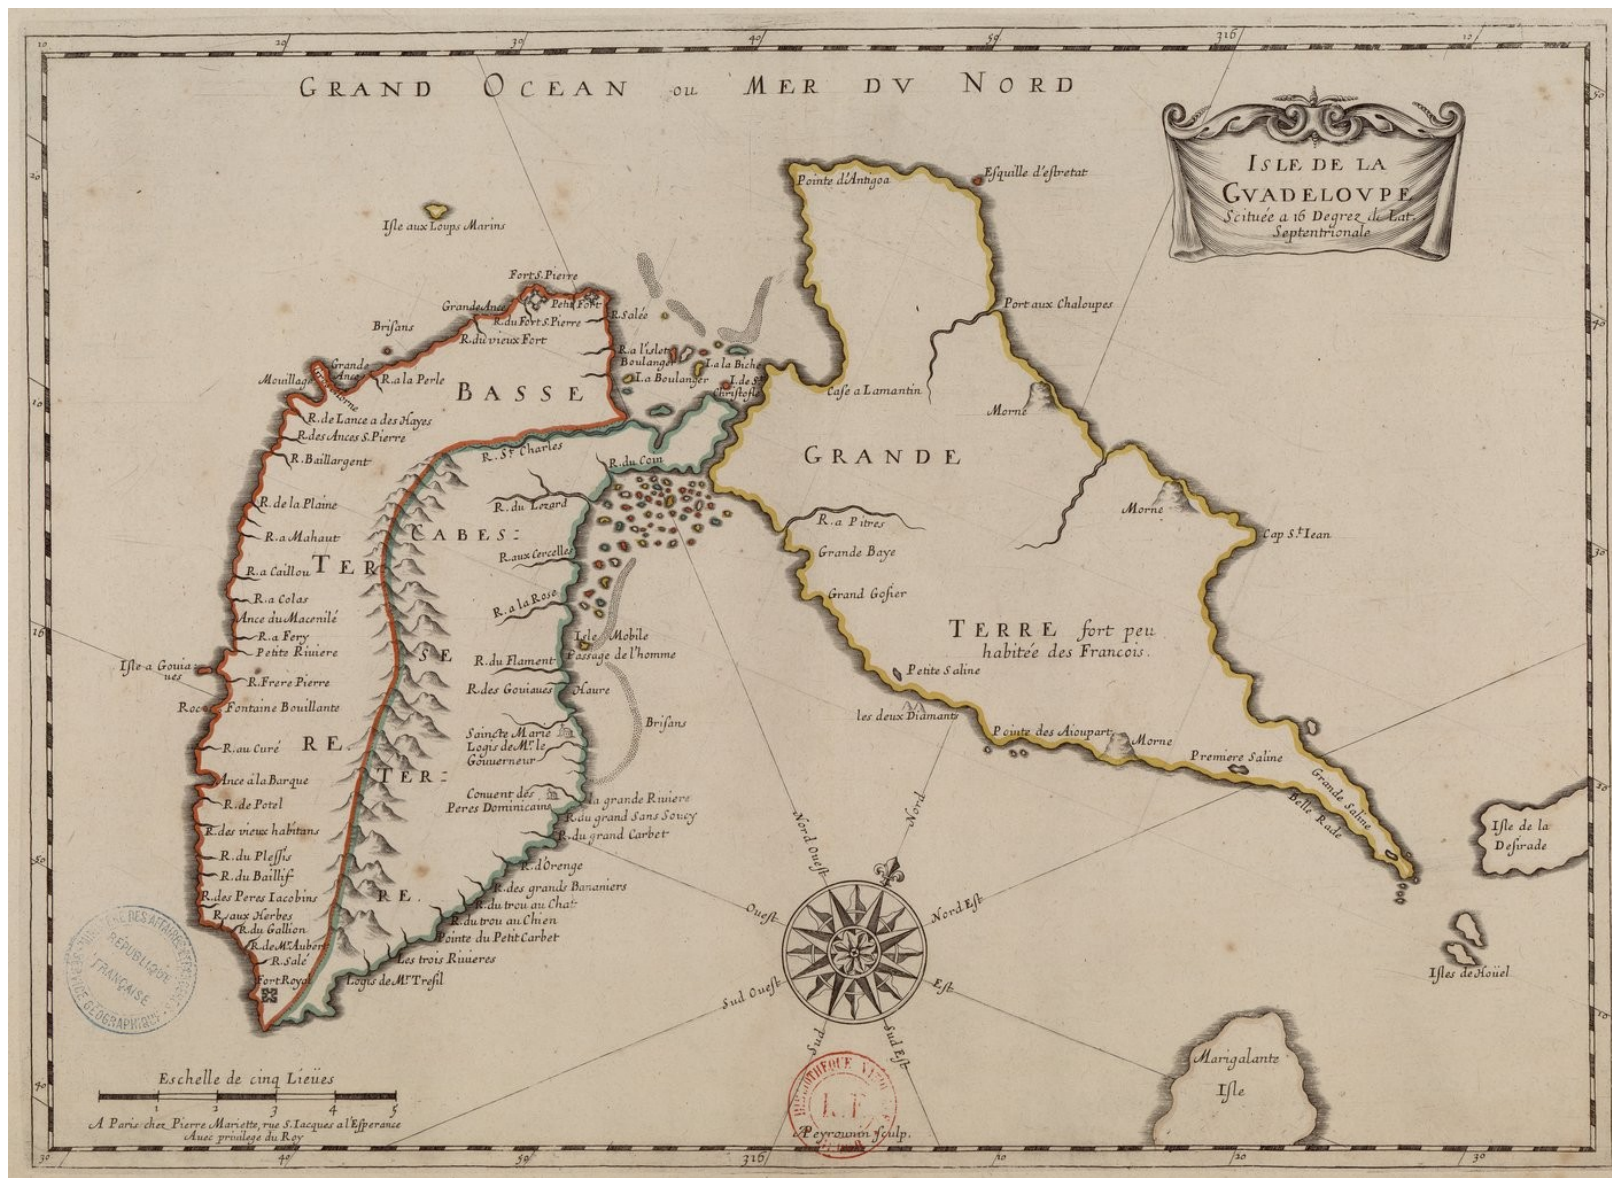 GRAND OCEAN ou MER DV NORD
ISLE DE LA
GVADELOVPE
Scituée a 16 Degrez de Lat.
Septentrionale
Pointe d'Antigoa
Esquille d'estretat
Isle aux Loups Marins
Fort S. Pierre
Grande Ance
Petit Fort
R. du Fort S. Pierre
R. Salée
R. du vieux Fort
Brisans
Port aux Chaloupes
R. a l'islet
Boulanger
I. a la Biche
I. a Boulanger
I. de St
Christofle
Grande
Ance
Mouillage
R. a la Perle
BASSE
Case a Lamantin
Morne
R. de Lance a des Hayes
R. des Ances S. Pierre
R. Baillargent
R. St Charles
R. du Coin
GRANDE
R. de la Plaine
R. du Lezard
R. a Pitres
Morne
Cap St. Iean
R. a Mahaut
CABES=
Grande Baye
R. aux Cercelles
R. a Caillou
TER
R. a Colas
R. a la Rose
Grand Gosier
Ance du Macenilé
R. a Fery
Isle Mobile
Passage de l'homme
TERRE fort peu
habitée des Francois.
Petite Riviere
SE
R. du Flament
Isle a Gouia
ues
R. Frere Pierre
R. des Gouiaues
Haure
Petite Saline
Roc
Fontaine Bouillante
les deux Diamants
Brisans
Saincte Marie
Logis de Mr. le
Gouuerneur
Pointe des Aioupart
Morne
R. au Curé
RE
Premiere Saline
Ance à la Barque
TER=
Grande Saline
Belle Rade
R. de Potel
Conuent des
Peres Dominicains
la grande Riviere
R. du grand Sans Soucy
R. du grand Carbet
R. des vieux habitans
Isle de la
Desirade
R. du Plessis
R. du Baillif
R. d'Orenge
R. des grands Bananiers
R. des Peres Iacobins
RE.
R. du trou au Chat
R. aux Herbes
R. du trou au Chien
R. du Gallion
Pointe du Petit Carbet
R. de Mr. Aubert
Les trois Riuieres
R. Salé
Fort Royal
Logis de Mr Tresil
Isles de Hoüel
Nord Ouest
Nord
Nord Est
Ouest
Est
Sud Ouest
Sud
Sud Est
Marigalante
Isle
RÉPUBLIQUE
FRANÇAISE
GÉOGRAPHIQUE
Eschelle de cinq Lieües
1 2 3 4 5
A Paris chez Pierre Mariette, rue S. Iacques a l'Esperance
Auec priuilege du Roy
Peyrounin sculp.